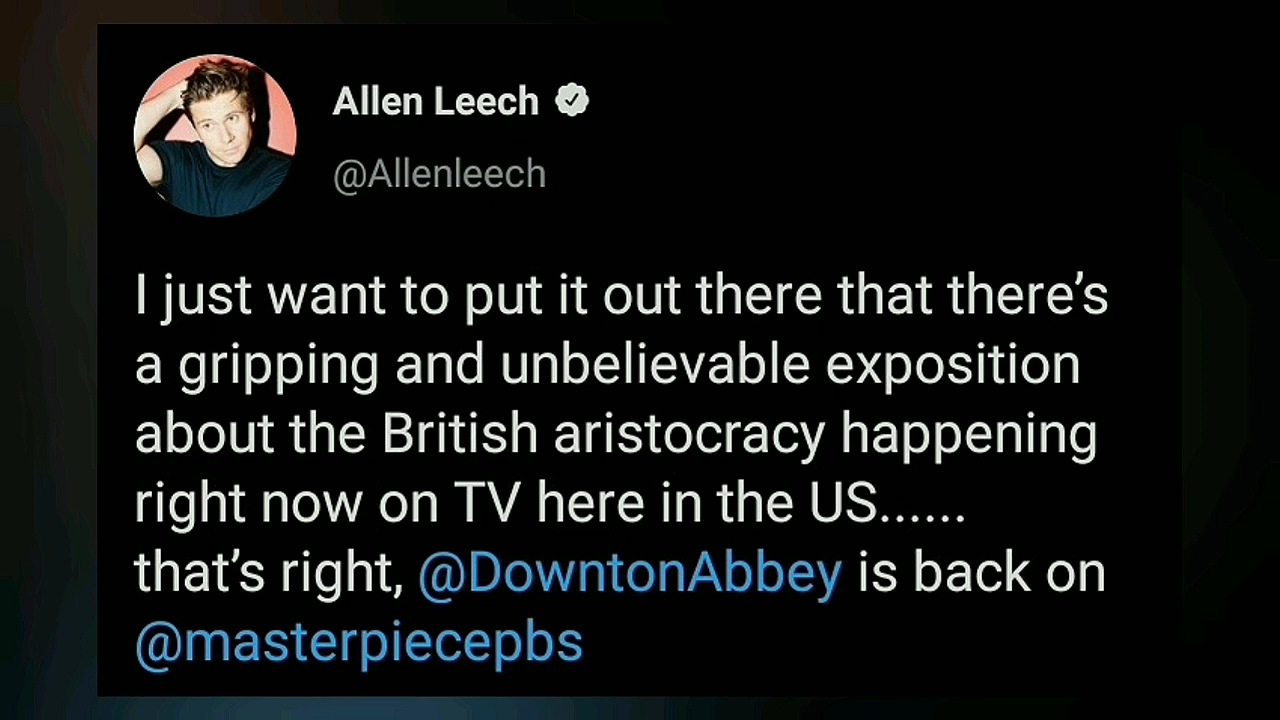 Allen Leech
@Allenleech
I just want to put it out there that there’s
a gripping and unbelievable exposition
about the British aristocracy happening
right now on TV here in the US......
that’s right, @DowntonAbbey is back on
@masterpiecepbs